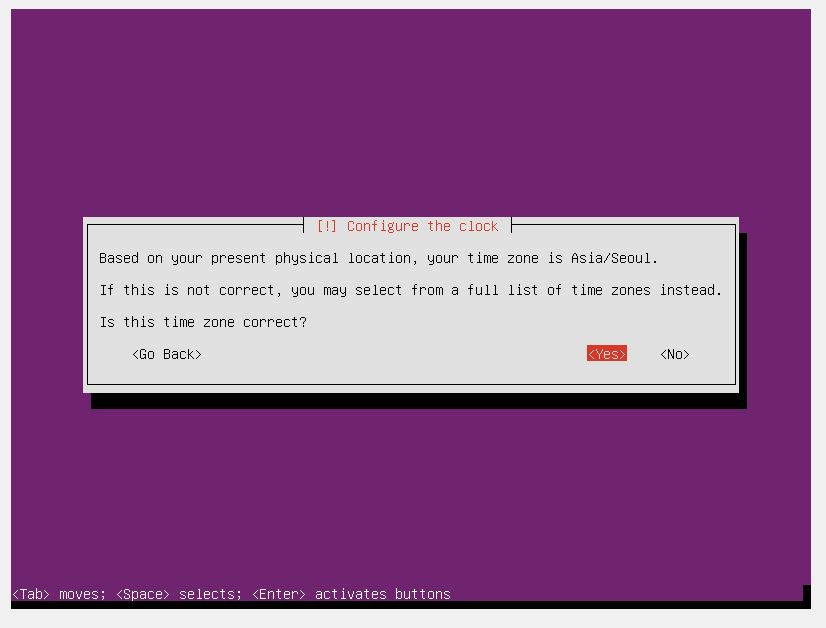 [!] Configure the clock
Based on your present physical location, your time zone is Asia/Seoul.
If this is not correct, you may select from a full list of time zones instead.
Is this time zone correct?
<Go Back> <Yes> <No>
<Tab> moves; <Space> selects; <Enter> activates buttons